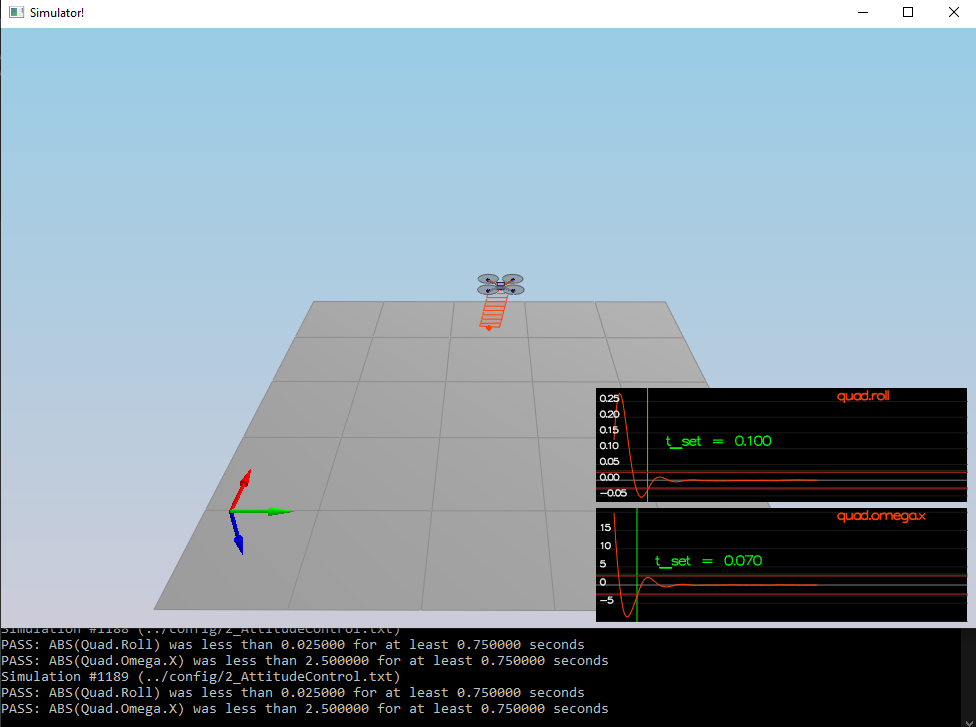 Simulator!
quad.roll
0.25
0.20
0.15
0.10
0.05
0.00
-0.05
t_set = 0.100
quad.omega.x
15
10
5
0
-5
t_set = 0.070
Simulation #1188 (../config/2_AttitudeControl.txt)
PASS: ABS(Quad.Roll) was less than 0.025000 for at least 0.750000 seconds
PASS: ABS(Quad.Omega.X) was less than 2.500000 for at least 0.750000 seconds
Simulation #1189 (../config/2_AttitudeControl.txt)
PASS: ABS(Quad.Roll) was less than 0.025000 for at least 0.750000 seconds
PASS: ABS(Quad.Omega.X) was less than 2.500000 for at least 0.750000 seconds